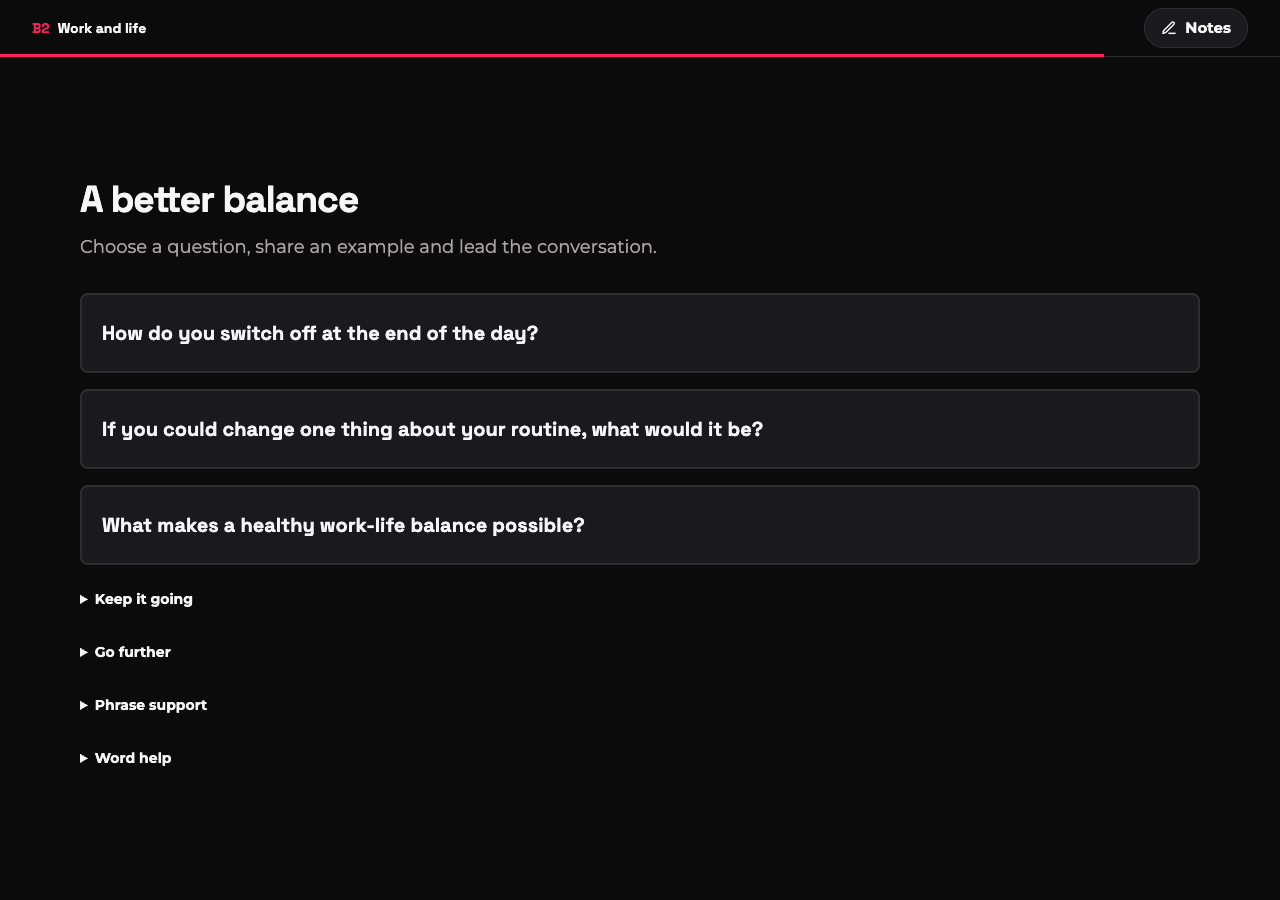 B2 Work and life
Notes
A better balance
Choose a question, share an example and lead the conversation.
How do you switch off at the end of the day?
If you could change one thing about your routine, what would it be?
What makes a healthy work-life balance possible?
Keep it going
Go further
Phrase support
Word help